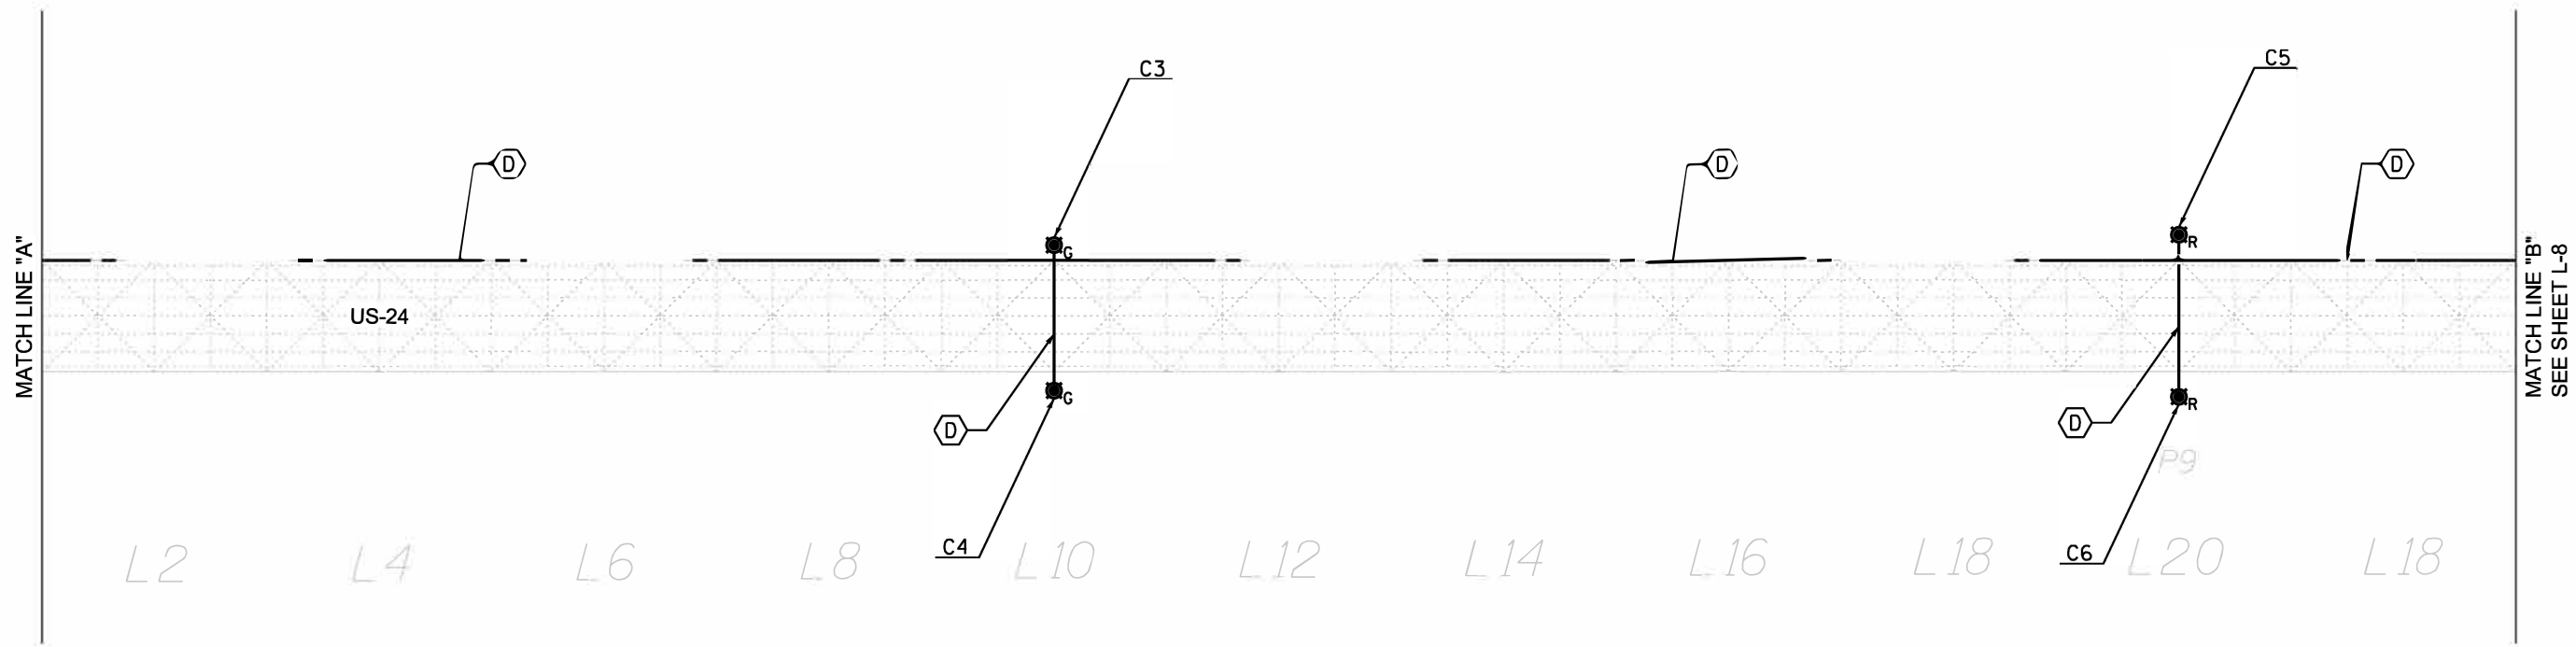 C3
C5
D
D
D
MATCH LINE "A"
G
R
MATCH LINE "B"
SEE SHEET L-8
US-24
G
R
D
D
P9
C4
C6
L2
L4
L6
L8
L10
L12
L14
L16
L18
L20
L18